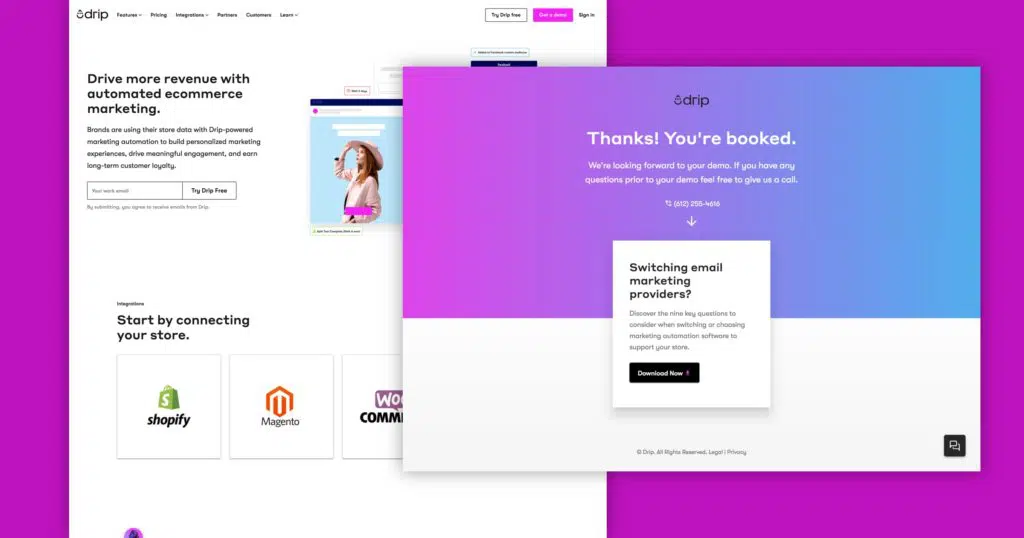 drip
Features
Pricing
Integrations
Partners
Customers
Learn
Try Drip free
Get a demo
Sign in
Drive more revenue with
automated ecommerce
marketing.
Brands are using their store data with Drip-powered
marketing automation to build personalized marketing
experiences, drive meaningful engagement, and earn
long-term customer loyalty.
Your work email
Try Drip Free
By submitting, you agree to receive emails from Drip.
Integrations
Start by connecting
your store.
shopify
Magento
WOO
COMM
drip
Thanks! You're booked.
We're looking forward to your demo. If you have any
questions prior to your demo feel free to give us a call.
(612) 255-4616
Switching email
marketing
providers?
Discover the nine key questions to
consider when switching or choosing
marketing automation software to
support your store.
Download Now
© Drip. All Rights Reserved. Legal | Privacy